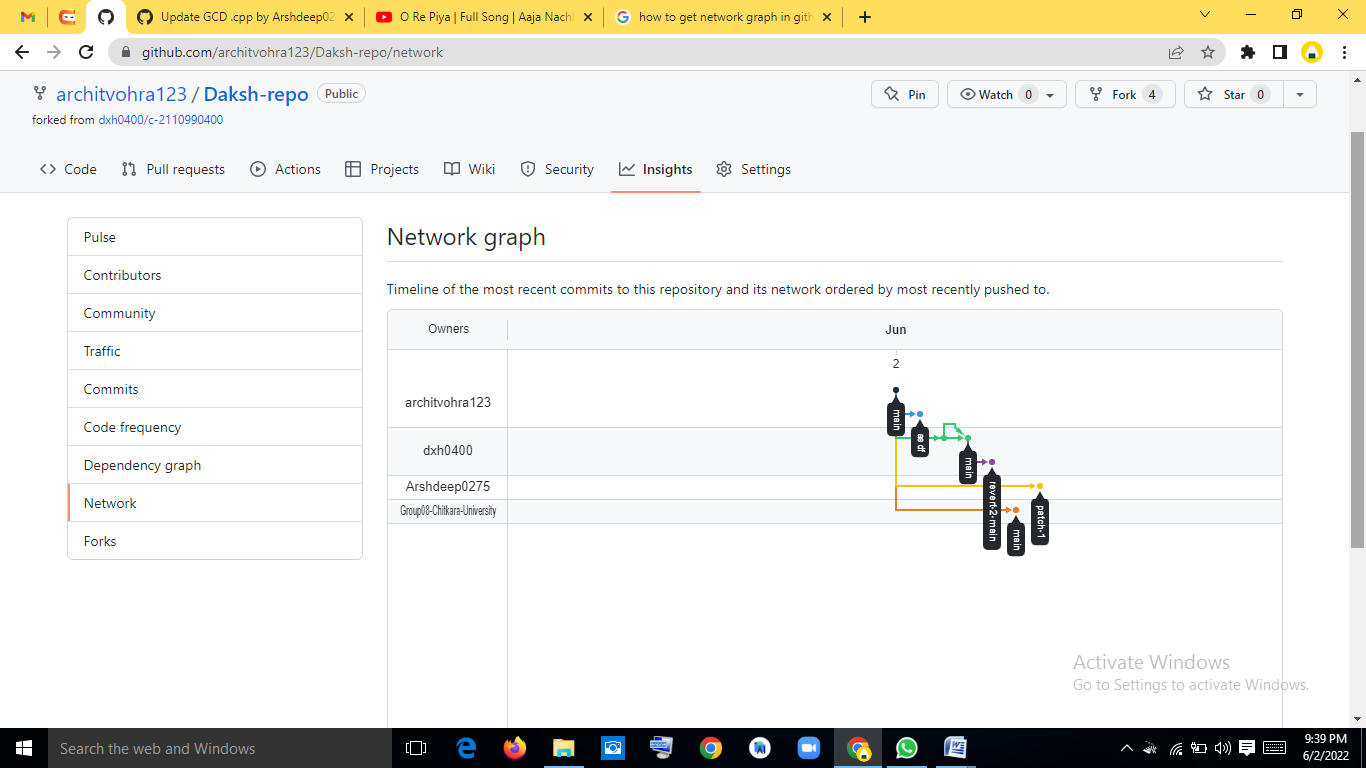 Update GCD .cpp by Arshdeep02
O Re Piya | Full Song | Aaja Nach
how to get network graph in gith
github.com/architvohra123/Daksh-repo/network
architvohra123 / Daksh-repo Public
Pin
Watch 0
Fork 4
Star 0
forked from dxh0400/c-2110990400
Code
Pull requests
Actions
Projects
Wiki
Security
Insights
Settings
Pulse
Contributors
Community
Traffic
Commits
Code frequency
Dependency graph
Network
Forks
Network graph
Timeline of the most recent commits to this repository and its network ordered by most recently pushed to.
Owners
Jun
2
architvohra123
dxh0400
Arshdeep0275
Group08-Chitkara-University
main
main
revert-2-main
main
patch-1
Activate Windows
Go to Settings to activate Windows.
Search the web and Windows
9:39 PM
6/2/2022